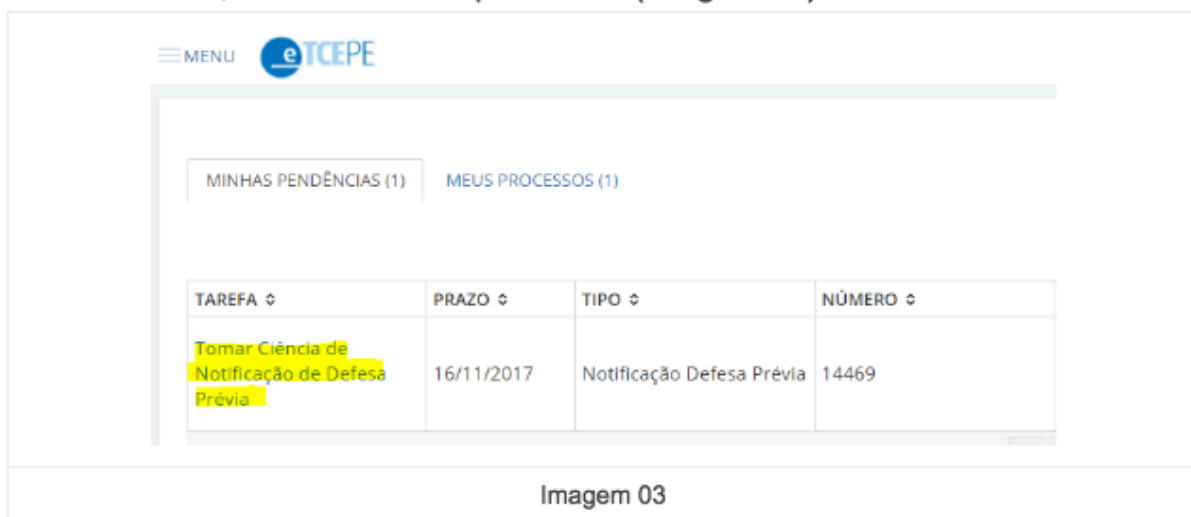 MENU eTCEPE
MINHAS PENDÊNCIAS (1) MEUS PROCESSOS (1)
TAREFA PRAZO TIPO NÚMERO
Tomar Ciência de
Notificação de Defesa
Prévia
16/11/2017 Notificação Defesa Prévia 14469
Imagem 03